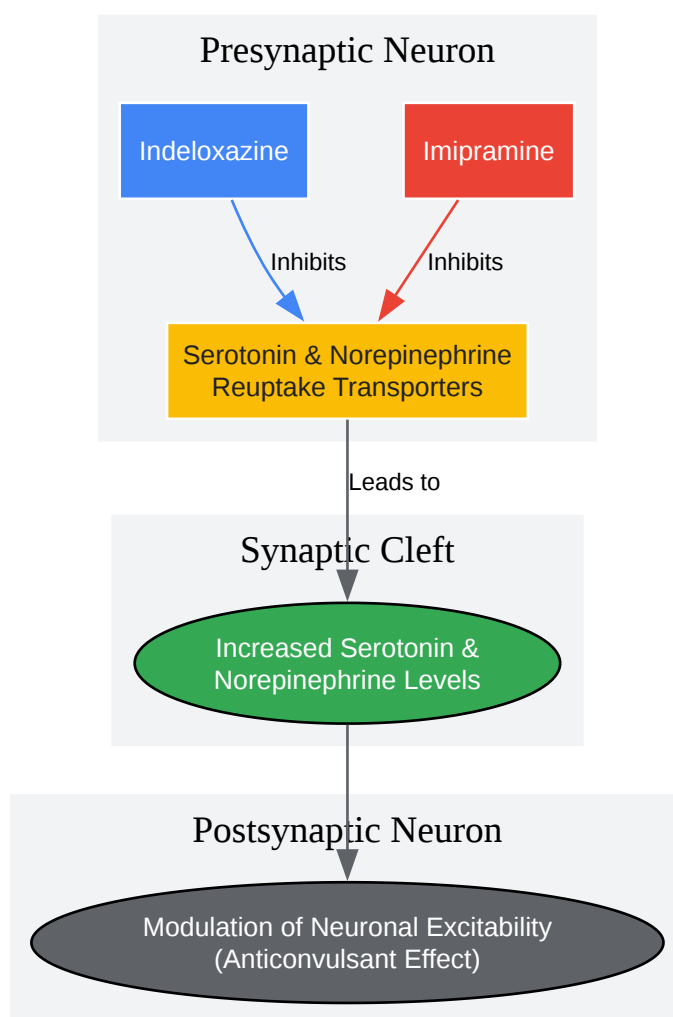 Presynaptic Neuron
Indeloxazine
Imipramine
Inhibits
Inhibits
Serotonin & Norepinephrine
Reuptake Transporters
Leads to
Synaptic Cleft
Increased Serotonin &
Norepinephrine Levels
Postsynaptic Neuron
Modulation of Neuronal Excitability
(Anticonvulsant Effect)